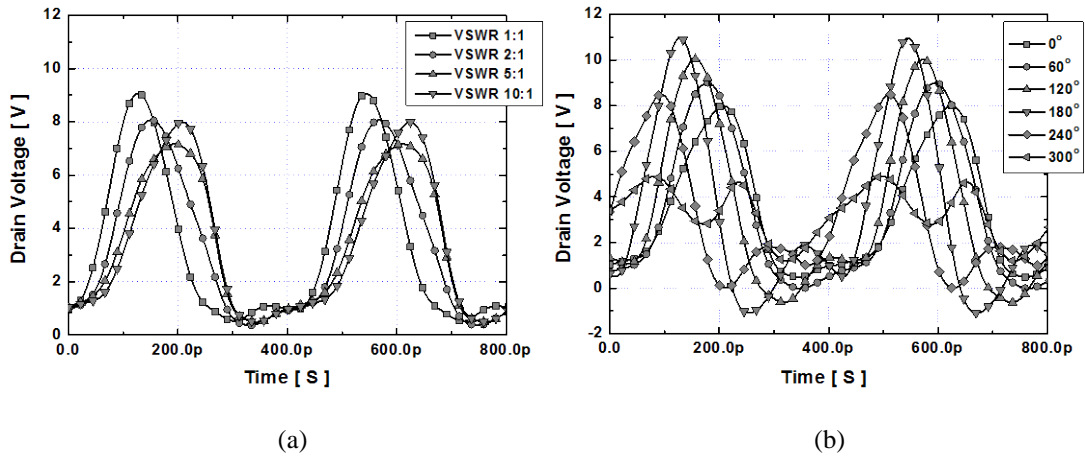 12
10
8
6
4
2
0
Drain Voltage [ V ]
0.0
200.0p
400.0p
600.0p
800.0p
Time [ S ]
VSWR 1:1
VSWR 2:1
VSWR 5:1
VSWR 10:1
(a)
12
10
8
6
4
2
0
-2
Drain Voltage [ V ]
0.0
200.0p
400.0p
600.0p
800.0p
Time [ S ]
0°
60°
120°
180°
240°
300°
(b)